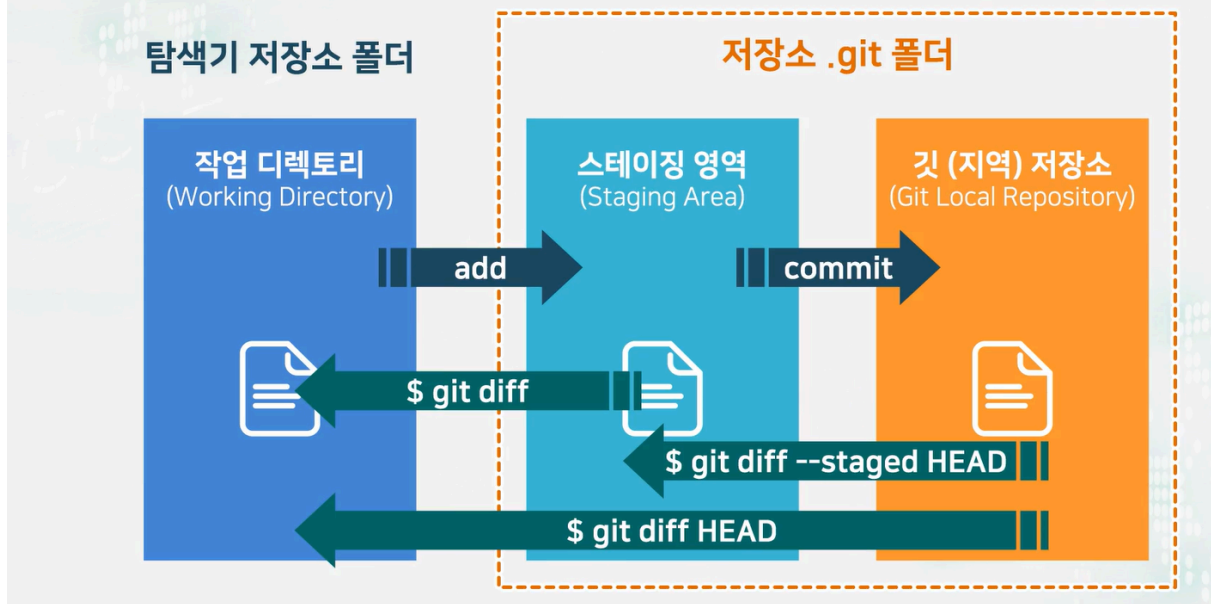 탐색기 저장소 폴더
저장소 .git 폴더
작업 디렉토리
(Working Directory)
스테이징 영역
(Staging Area)
깃 (지역) 저장소
(Git Local Repository)
add
commit
$ git diff
$ git diff --staged HEAD
$ git diff HEAD